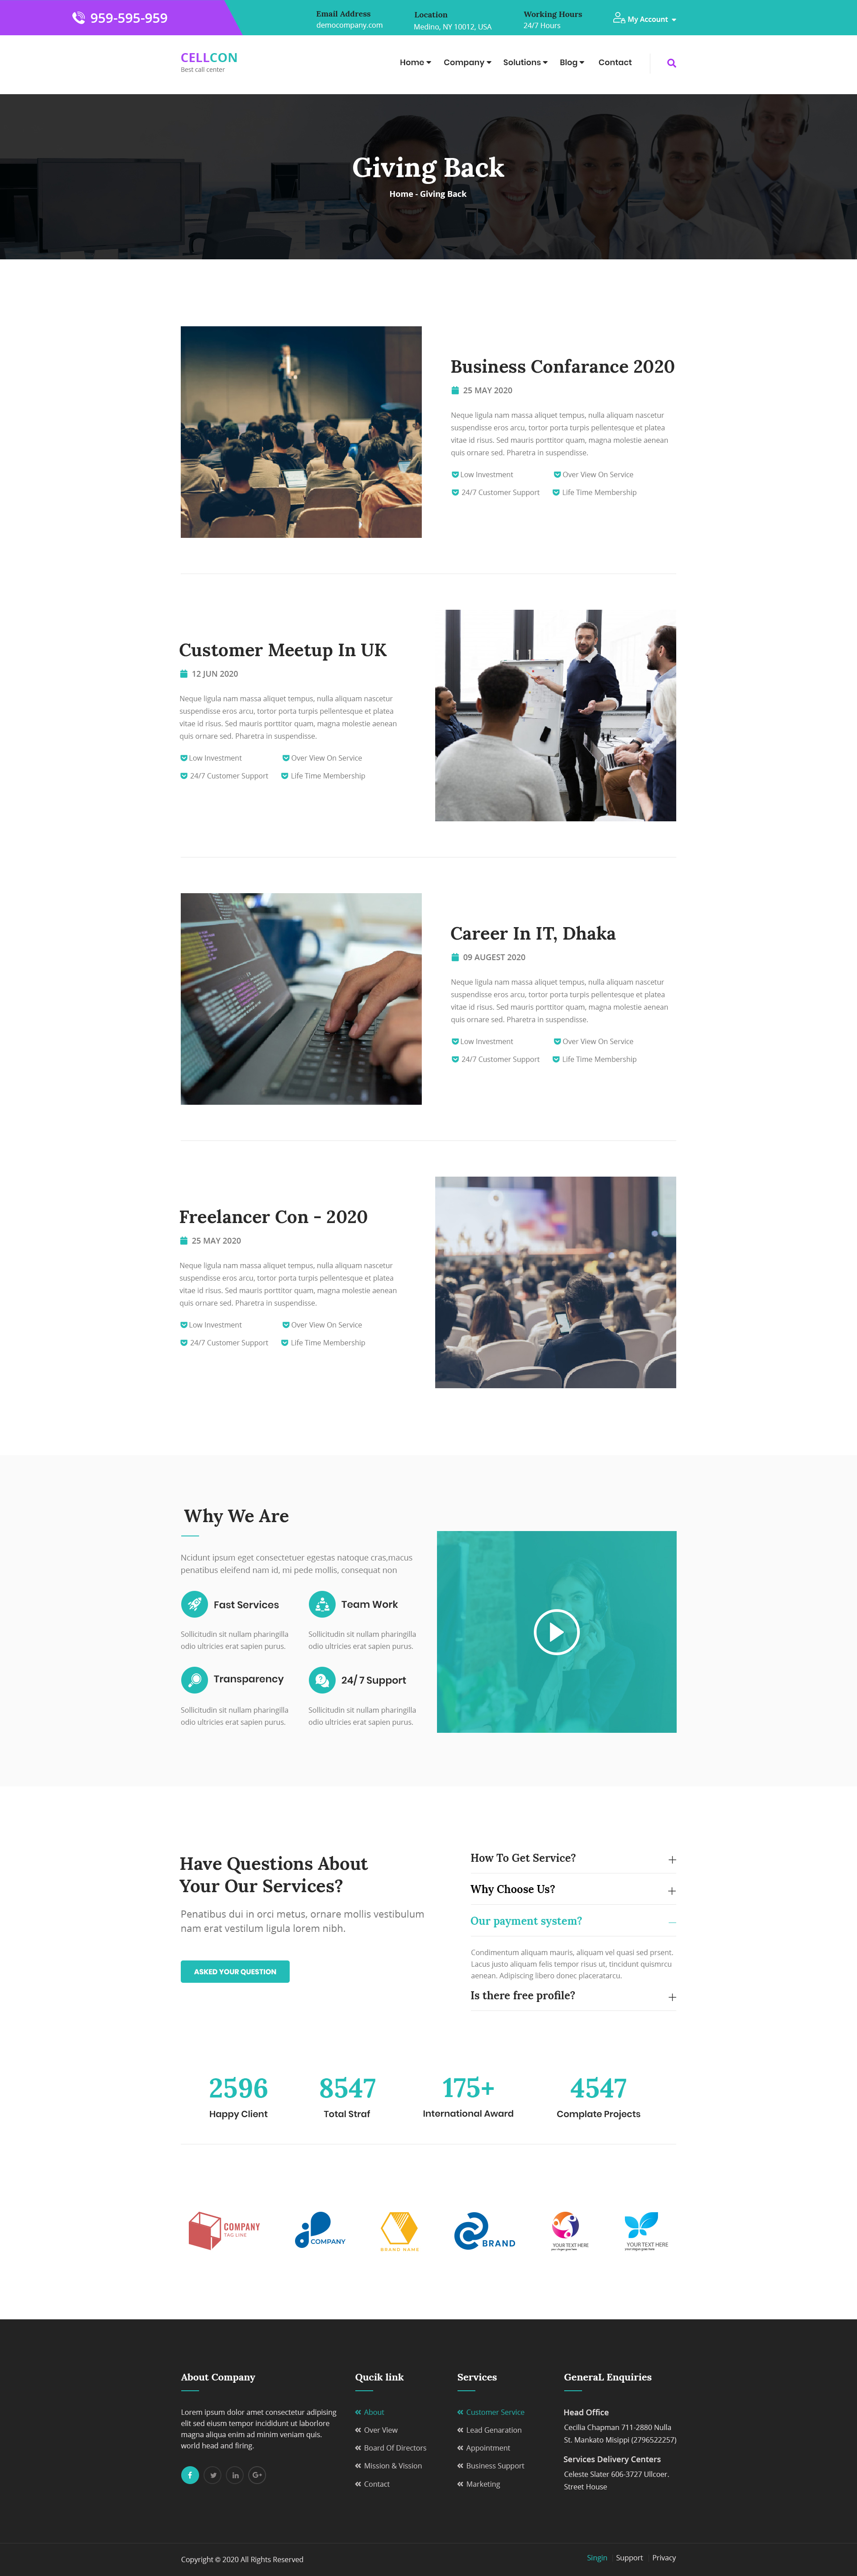 959-595-959
Email Address
democompany.com
Location
Medino, NY 10012, USA
Working Hours
24/7 Hours
My Account
CELLCON
Best call center
Home
Company
Solutions
Blog
Contact
Giving Back
Home - Giving Back
Business Confarance 2020
25 MAY 2020
Neque ligula nam massa aliquet tempus, nulla aliquam nascetur
suspendisse eros arcu, tortor porta turpis pellentesque et platea
vitae id risus. Sed mauris porttitor quam, magna molestie aenean
quis ornare sed. Pharetra in suspendisse.
Low Investment
Over View On Service
24/7 Customer Support
Life Time Membership
Customer Meetup In UK
12 JUN 2020
Neque ligula nam massa aliquet tempus, nulla aliquam nascetur
suspendisse eros arcu, tortor porta turpis pellentesque et platea
vitae id risus. Sed mauris porttitor quam, magna molestie aenean
quis ornare sed. Pharetra in suspendisse.
Low Investment
Over View On Service
24/7 Customer Support
Life Time Membership
Career In IT, Dhaka
09 AUGEST 2020
Neque ligula nam massa aliquet tempus, nulla aliquam nascetur
suspendisse eros arcu, tortor porta turpis pellentesque et platea
vitae id risus. Sed mauris porttitor quam, magna molestie aenean
quis ornare sed. Pharetra in suspendisse.
Low Investment
Over View On Service
24/7 Customer Support
Life Time Membership
Freelancer Con - 2020
25 MAY 2020
Neque ligula nam massa aliquet tempus, nulla aliquam nascetur
suspendisse eros arcu, tortor porta turpis pellentesque et platea
vitae id risus. Sed mauris porttitor quam, magna molestie aenean
quis ornare sed. Pharetra in suspendisse.
Low Investment
Over View On Service
24/7 Customer Support
Life Time Membership
Why We Are
Ncidunt ipsum eget consectetuer egestas natoque cras,macus
penatibus eleifend nam id, mi pede mollis, consequat non
Fast Services
Sollicitudin sit nullam pharingilla
odio ultricies erat sapien purus.
Team Work
Sollicitudin sit nullam pharingilla
odio ultricies erat sapien purus.
Transparency
Sollicitudin sit nullam pharingilla
odio ultricies erat sapien purus.
24/ 7 Support
Sollicitudin sit nullam pharingilla
odio ultricies erat sapien purus.
Have Questions About
Your Our Services?
Penatibus dui in orci metus, ornare mollis vestibulum
nam erat vestilum ligula lorem nibh.
ASKED YOUR QUESTION
How To Get Service?
Why Choose Us?
Our payment system?
Condimentum aliquam mauris, aliquam vel quasi sed prsent.
Lacus justo aliquam felis tempor risus ut, tincidunt quismrcu
aenean. Adipiscing libero donec placeratarcu.
Is there free profile?
2596
Happy Client
8547
Total Straf
175+
International Award
4547
Complate Projects
COMPANY
TAG LINE
COMPANY
BRAND NAME
BRAND
YOUR TEXT HERE
YOUR TEXT HERE
About Company
Lorem ipsum dolor amet consectetur adipising
elit sed eiusm tempor incididunt ut laborlore
magna aliqua enim ad minim veniam quis.
world head and firing.
Qucik link
About
Over View
Board Of Directors
Mission & Vission
Contact
Services
Customer Service
Lead Genaration
Appointment
Business Support
Marketing
GeneraL Enquiries
Head Office
Cecilia Chapman 711-2880 Nulla
St. Mankato Misippi (2796522257)
Services Delivery Centers
Celeste Slater 606-3727 Ullcoer.
Street House
Copyright © 2020 All Rights Reserved
Singin
Support
Privacy